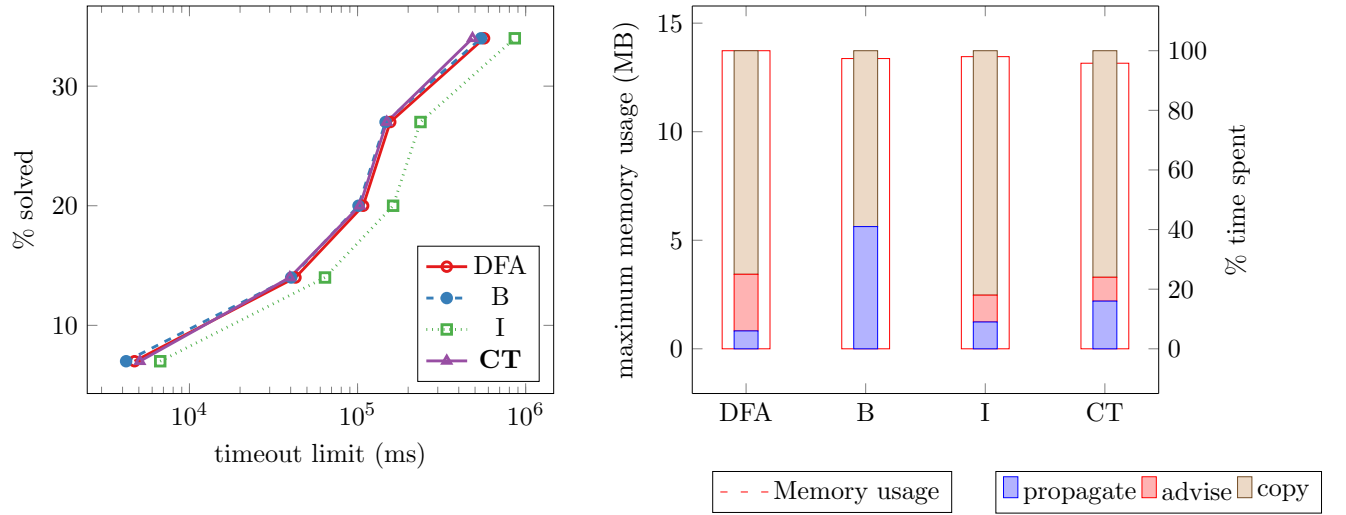 % solved
30
20
10
10^4
10^5
10^6
timeout limit (ms)
DFA
B
I
CT
maximum memory usage (MB)
15
10
5
0
100
80
60
40
20
0
% time spent
DFA B I CT
Memory usage
propagate advise copy